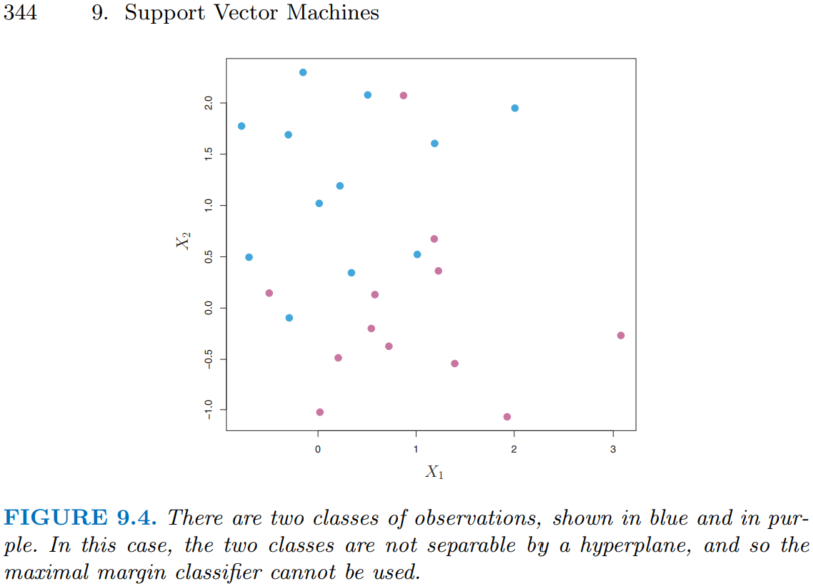 344 9. Support Vector Machines
2.0
1.5
1.0
0.5
0.0
−0.5
−1.0
X2
0 1 2 3
X1
FIGURE 9.4. There are two classes of observations, shown in blue and in pur-
ple. In this case, the two classes are not separable by a hyperplane, and so the
maximal margin classifier cannot be used.